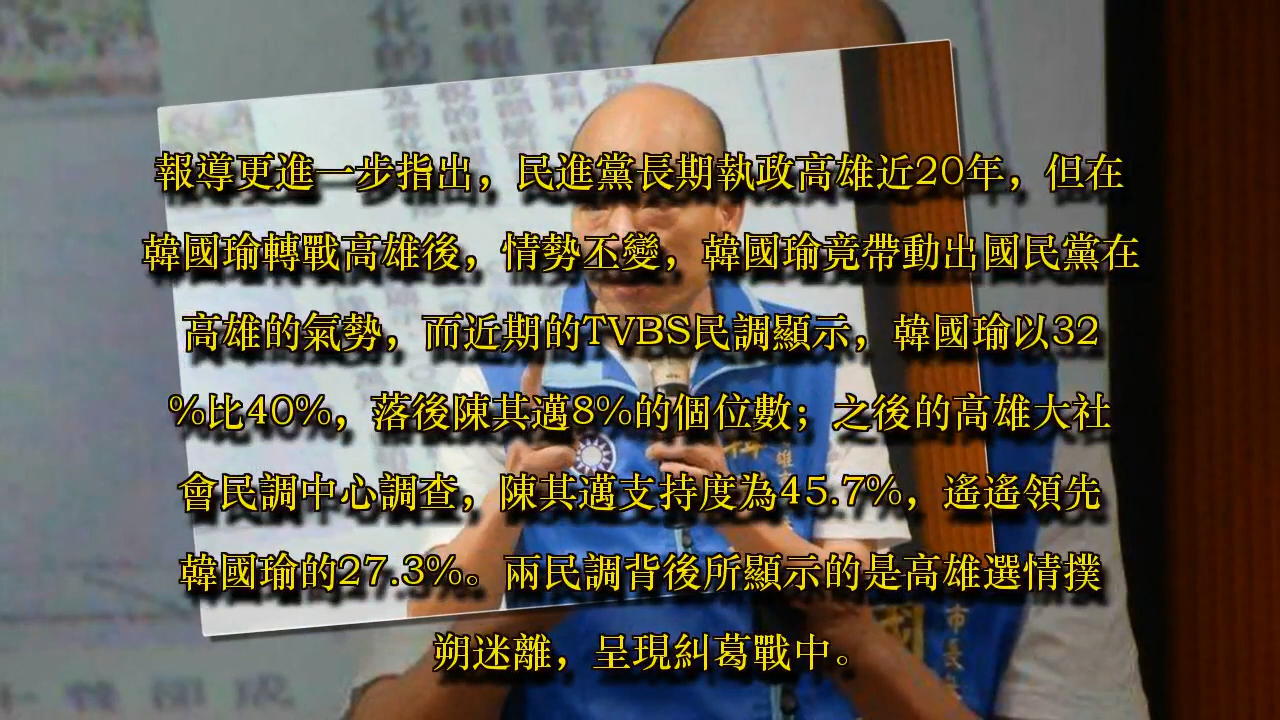 報導更進一步指出，民進黨長期執政高雄近20年，但在
韓國瑜轉戰高雄後，情勢丕變，韓國瑜竟帶動出國民黨在
高雄的氣勢，而近期的TVBS民調顯示，韓國瑜以32
%比40%，落後陳其邁8%的個位數；之後的高雄大社
會民調中心調查，陳其邁支持度為45.7%，遙遙領先
韓國瑜的27.3%。兩民調背後所顯示的是高雄選情撲
朔迷離，呈現糾葛戰中。
市長